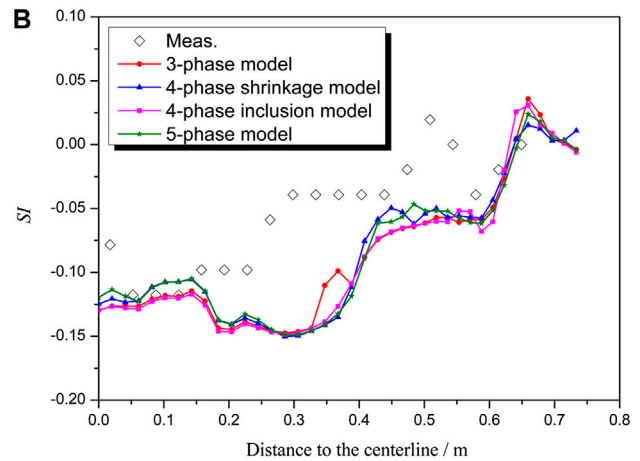 B
Meas.
3-phase model
4-phase shrinkage model
4-phase inclusion model
5-phase model
0.10
0.05
0.00
-0.05
-0.10
-0.15
-0.20
SI
0.0 0.1 0.2 0.3 0.4 0.5 0.6 0.7 0.8
Distance to the centerline / m